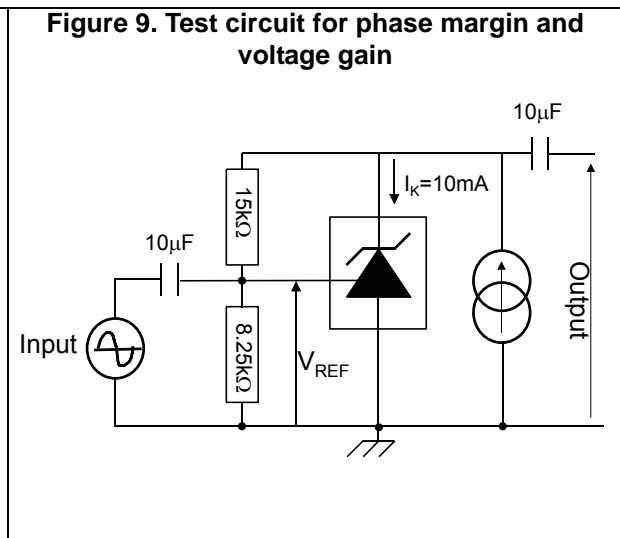 Figure 9. Test circuit for phase margin and
voltage gain
10μF
I_K=10mA
15kΩ
10μF
Input
8.25kΩ
V_REF
Output